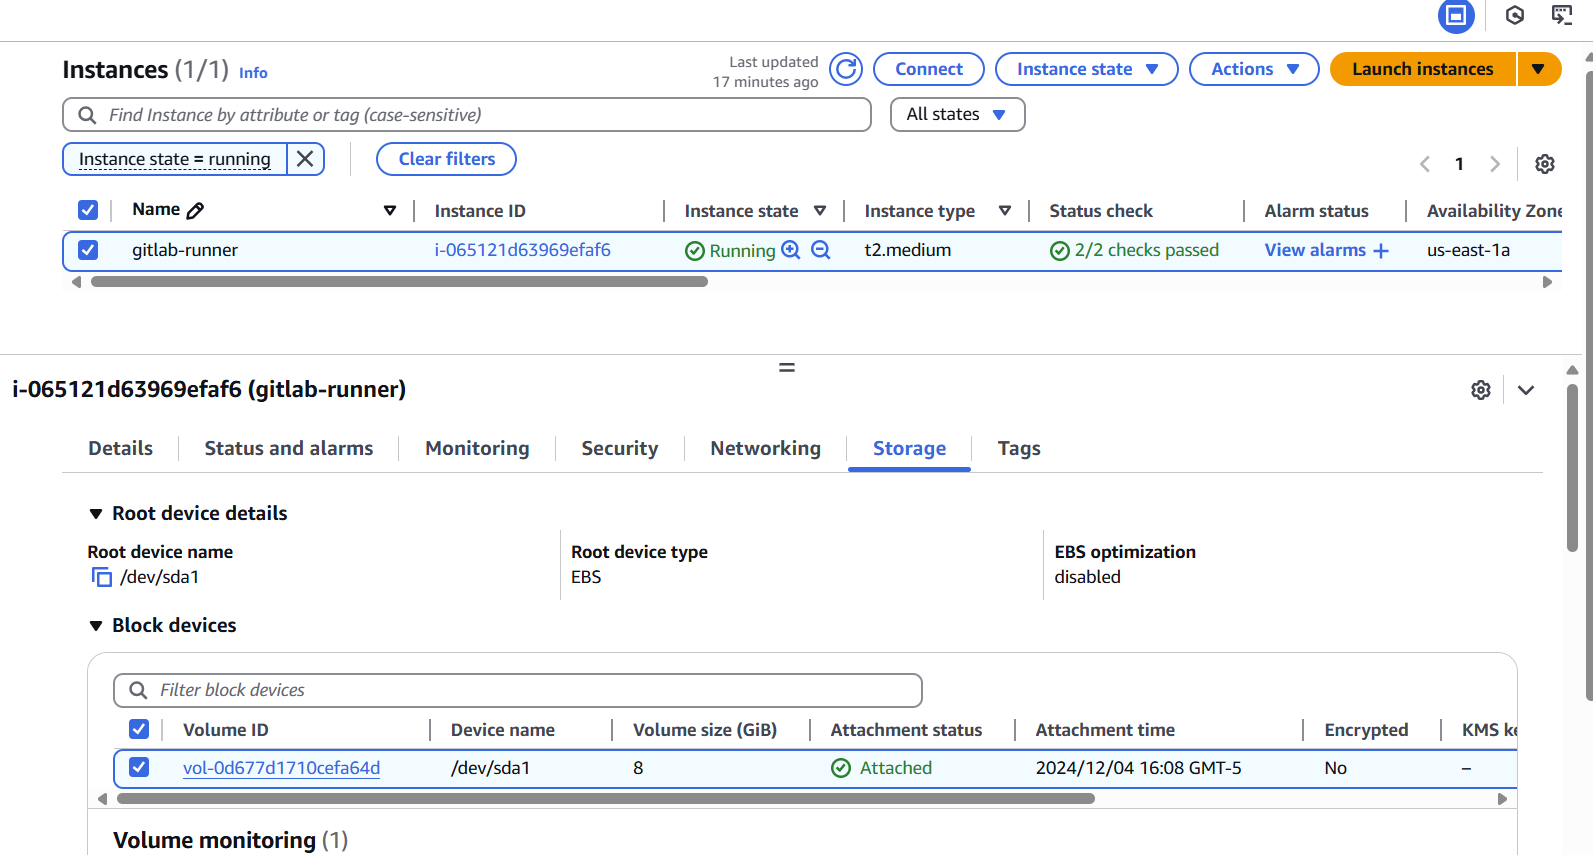 Instances (1/1) Info
Last updated
17 minutes ago
Connect
Instance state
Actions
Launch instances
Find Instance by attribute or tag (case-sensitive)
All states
Instance state = running
Clear filters
1
Name Instance ID Instance state Instance type Status check Alarm status Availability Zone
gitlab-runner i-065121d63969efaf6 Running t2.medium 2/2 checks passed View alarms + us-east-1a
i-065121d63969efaf6 (gitlab-runner)
Details Status and alarms Monitoring Security Networking Storage Tags
Root device details
Root device name Root device type EBS optimization
/dev/sda1 EBS disabled
Block devices
Filter block devices
Volume ID Device name Volume size (GiB) Attachment status Attachment time Encrypted KMS ke
vol-0d677d1710cefa64d /dev/sda1 8 Attached 2024/12/04 16:08 GMT-5 No –
Volume monitoring (1)